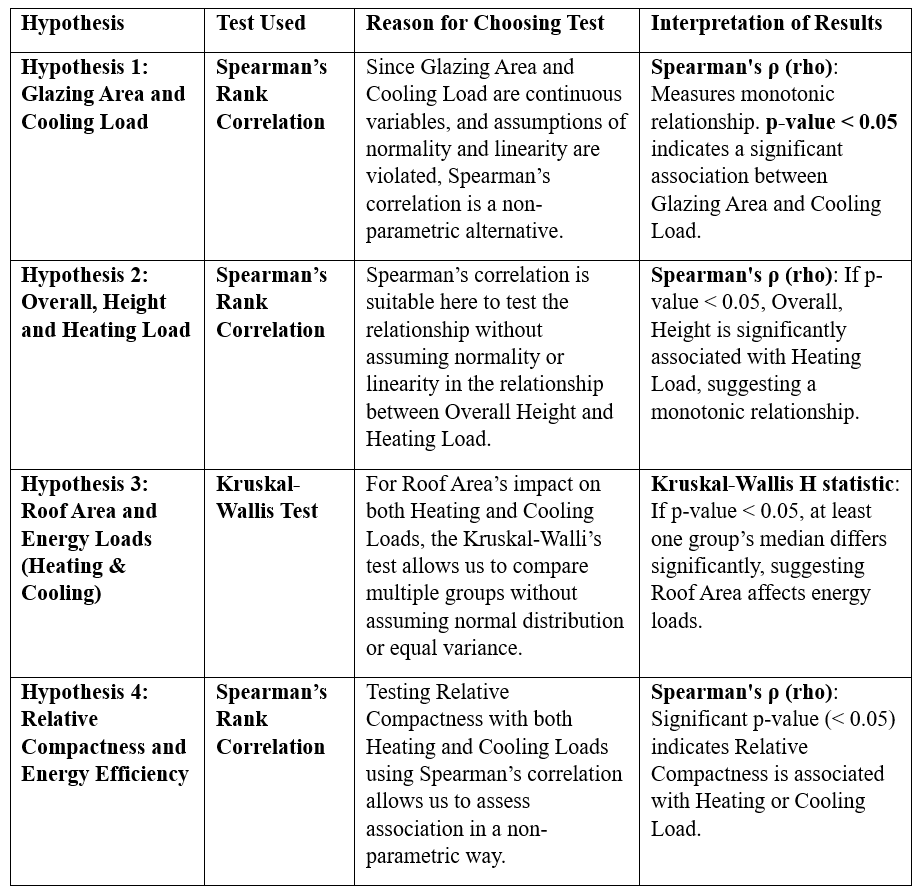 Hypothesis
Test Used
Reason for Choosing Test
Interpretation of Results
Hypothesis 1:
Glazing Area and
Cooling Load
Spearman’s
Rank
Correlation
Since Glazing Area and
Cooling Load are continuous
variables, and assumptions of
normality and linearity are
violated, Spearman’s
correlation is a non-
parametric alternative.
Spearman's ρ (rho):
Measures monotonic
relationship. p-value < 0.05
indicates a significant
association between
Glazing Area and Cooling
Load.
Hypothesis 2:
Overall, Height
and Heating Load
Spearman’s
Rank
Correlation
Spearman’s correlation is
suitable here to test the
relationship without
assuming normality or
linearity in the relationship
between Overall Height and
Heating Load.
Spearman's ρ (rho): If p-
value < 0.05, Overall,
Height is significantly
associated with Heating
Load, suggesting a
monotonic relationship.
Hypothesis 3:
Roof Area and
Energy Loads
(Heating &
Cooling)
Kruskal-
Wallis Test
For Roof Area’s impact on
both Heating and Cooling
Loads, the Kruskal-Walli’s
test allows us to compare
multiple groups without
assuming normal distribution
or equal variance.
Kruskal-Wallis H statistic:
If p-value < 0.05, at least
one group’s median differs
significantly, suggesting
Roof Area affects energy
loads.
Hypothesis 4:
Relative
Compactness and
Energy Efficiency
Spearman’s
Rank
Correlation
Testing Relative
Compactness with both
Heating and Cooling Loads
using Spearman’s correlation
allows us to assess
association in a non-
parametric way.
Spearman's ρ (rho):
Significant p-value (< 0.05)
indicates Relative
Compactness is associated
with Heating or Cooling
Load.